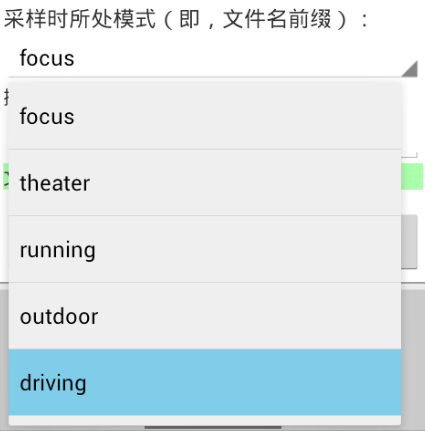 采样时所处模式（即，文件名前缀）：
focus
focus
theater
running
outdoor
driving